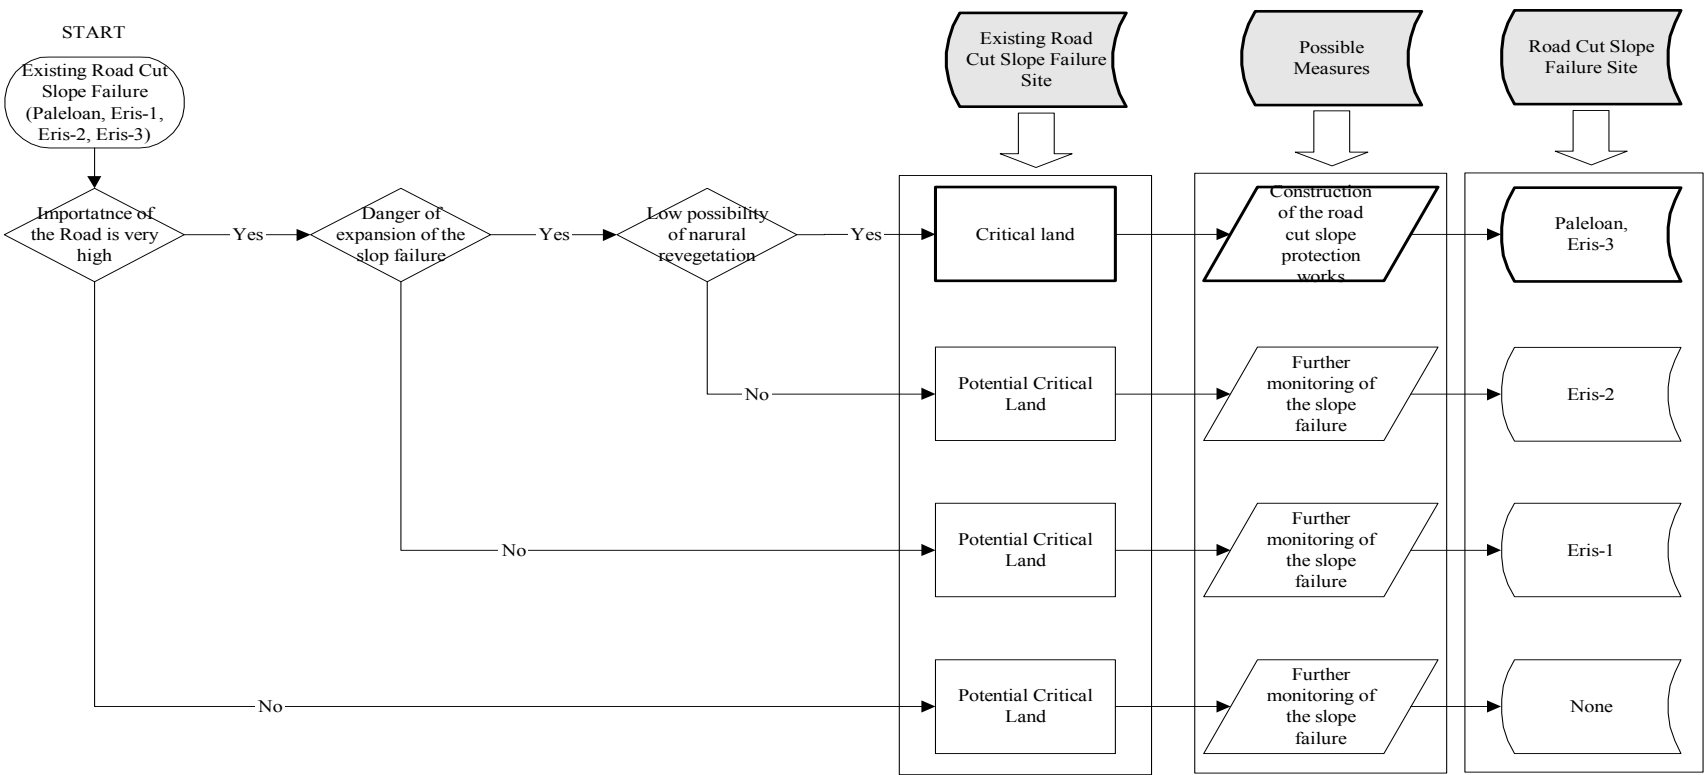 START
Existing Road Cut
Slope Failure
(Paleloan, Eris-1,
Eris-2, Eris-3)
Existing Road
Cut Slope Failure
Site
Possible
Measures
Road Cut Slope
Failure Site
Importatnce of
the Road is very
high
Yes
Danger of
expansion of the
slop failure
Yes
Low possibility
of narural
revegetation
Yes
Critical land
Construction
of the road
cut slope
protection
works
Paleloan,
Eris-3
No
Potential Critical
Land
Further
monitoring of
the slope
failure
Eris-2
No
Potential Critical
Land
Further
monitoring of
the slope
failure
Eris-1
No
Potential Critical
Land
Further
monitoring of
the slope
failure
None